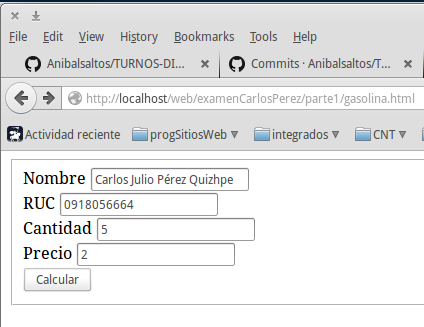 File Edit View History Bookmarks Tools Help
Anibalsaltos/TURNOS-DI... Commits · Anibalsaltos/T...
http://localhost/web/examenCarlosPerez/parte1/gasolina.html
Actividad reciente progSitiosWeb integrados CNT
Nombre Carlos Julio Pérez Quizhpe
RUC 0918056664
Cantidad 5
Precio 2
Calcular